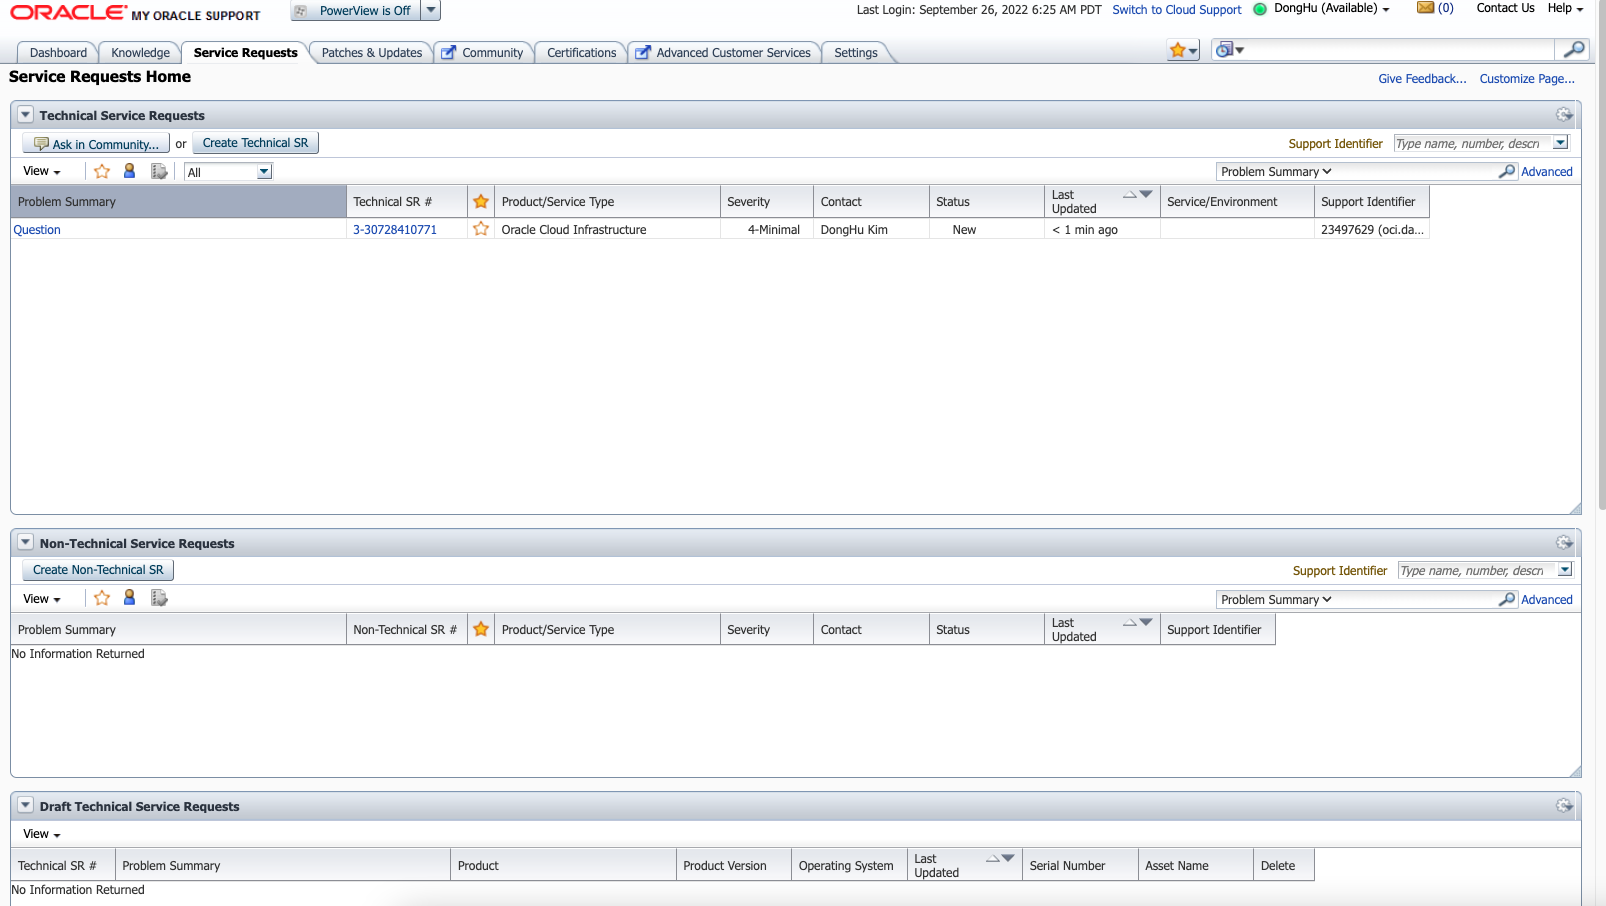 ORACLE MY ORACLE SUPPORT PowerView is Off Last Login: September 26, 2022 6:25 AM PDT Switch to Cloud Support DongHu (Available) (0) Contact Us Help
Dashboard Knowledge Service Requests Patches & Updates Community Certifications Advanced Customer Services Settings
Service Requests Home Give Feedback... Customize Page...
Technical Service Requests
Ask in Community... or Create Technical SR Support Identifier Type name, number, descri
View All Problem Summary Advanced
Problem Summary Technical SR # Product/Service Type Severity Contact Status Last Updated Service/Environment Support Identifier
Question 3-30728410771 Oracle Cloud Infrastructure 4-Minimal DongHu Kim New < 1 min ago 23497629 (oci.da...
Non-Technical Service Requests
Create Non-Technical SR Support Identifier Type name, number, descri
View Problem Summary Advanced
Problem Summary Non-Technical SR # Product/Service Type Severity Contact Status Last Updated Support Identifier
No Information Returned
Draft Technical Service Requests
View
Technical SR # Problem Summary Product Product Version Operating System Last Updated Serial Number Asset Name Delete
No Information Returned